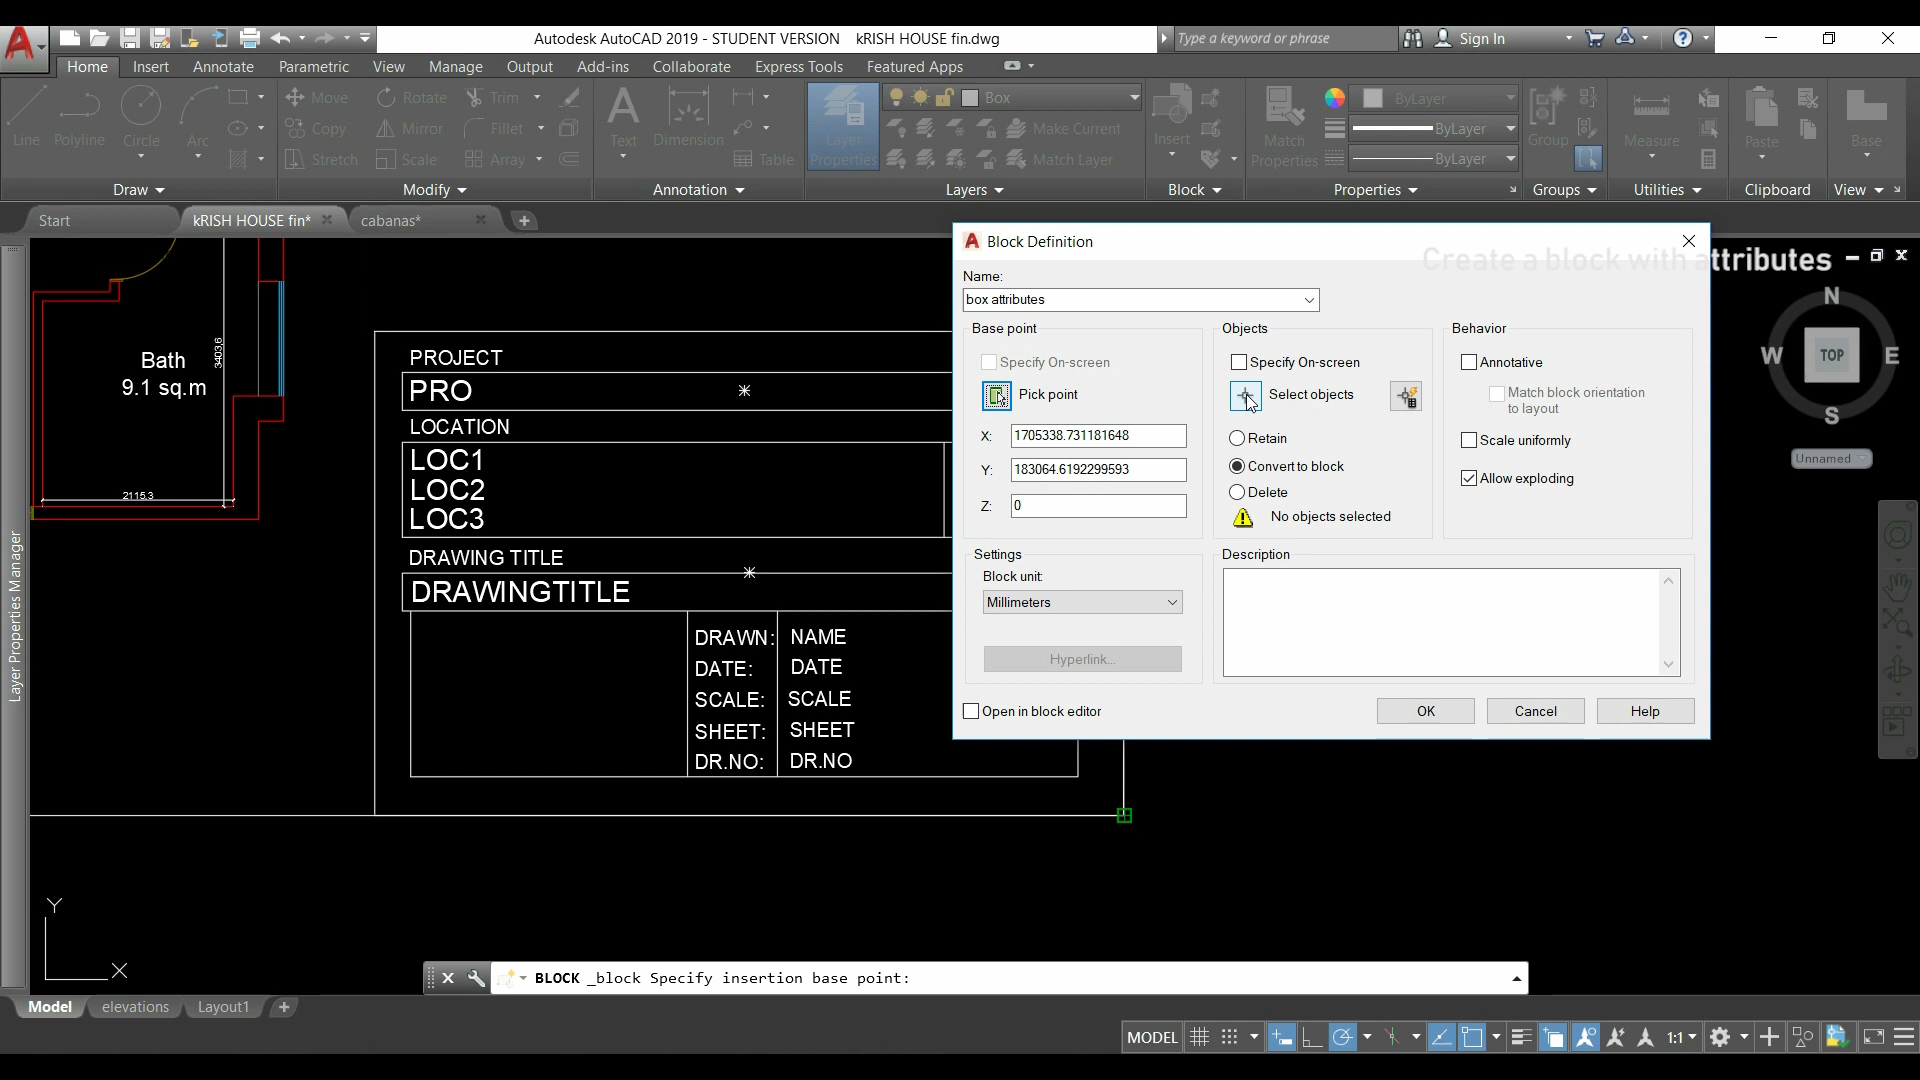 Autodesk AutoCAD 2019 - STUDENT VERSION kRISH HOUSE fin.dwg
Type a keyword or phrase
Sign In
Home Insert Annotate Parametric View Manage Output Add-ins Collaborate Express Tools Featured Apps
Line Polyline Circle Arc
Move Rotate Trim
Copy Mirror Fillet
Stretch Scale Array
Text Dimension Table
Layer Properties
Box
Make Current
Match Layer
Insert
Match Properties
ByLayer
ByLayer
ByLayer
Group
Measure
Paste
Base
Draw Modify Annotation Layers Block Properties Groups Utilities Clipboard View
Start kRISH HOUSE fin* cabanas*
Layer Properties Manager
Bath
9.1 sq.m
3403,6
2115,3
PROJECT
PRO
LOCATION
LOC1
LOC2
LOC3
DRAWING TITLE
DRAWINGTITLE
DRAWN: NAME
DATE: DATE
SCALE: SCALE
SHEET: SHEET
DR.NO: DR.NO
Create a block with attributes
Block Definition
Name:
box attributes
Base point
Specify On-screen
Pick point
X: 1705338.731181648
Y: 183064.6192299593
Z: 0
Objects
Specify On-screen
Select objects
Retain
Convert to block
Delete
No objects selected
Behavior
Annotative
Match block orientation
to layout
Scale uniformly
Allow exploding
Settings
Block unit:
Millimeters
Hyperlink...
Description
Open in block editor
OK Cancel Help
N
W TOP E
S
Unnamed
Y
X
BLOCK _block Specify insertion base point:
Model elevations Layout1
MODEL 1:1